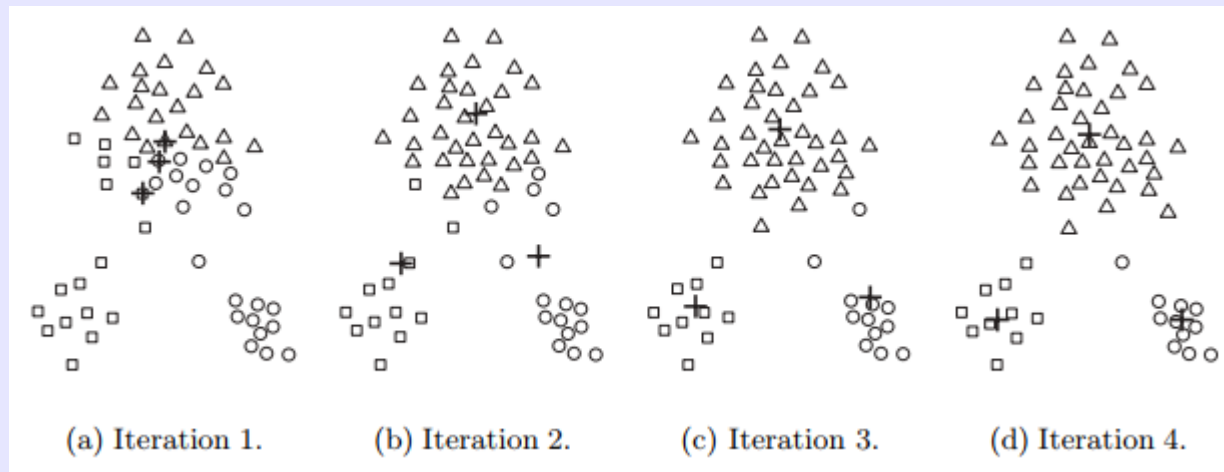 (a) Iteration 1.
(b) Iteration 2.
(c) Iteration 3.
(d) Iteration 4.